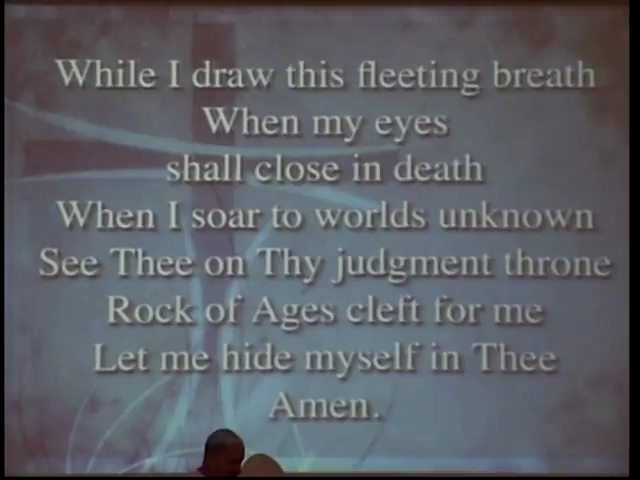 While I draw this fleeting breath
When my eyes
shall close in death
When I soar to worlds unknown
See Thee on Thy judgment throne
Rock of Ages cleft for me
Let me hide myself in Thee
Amen.